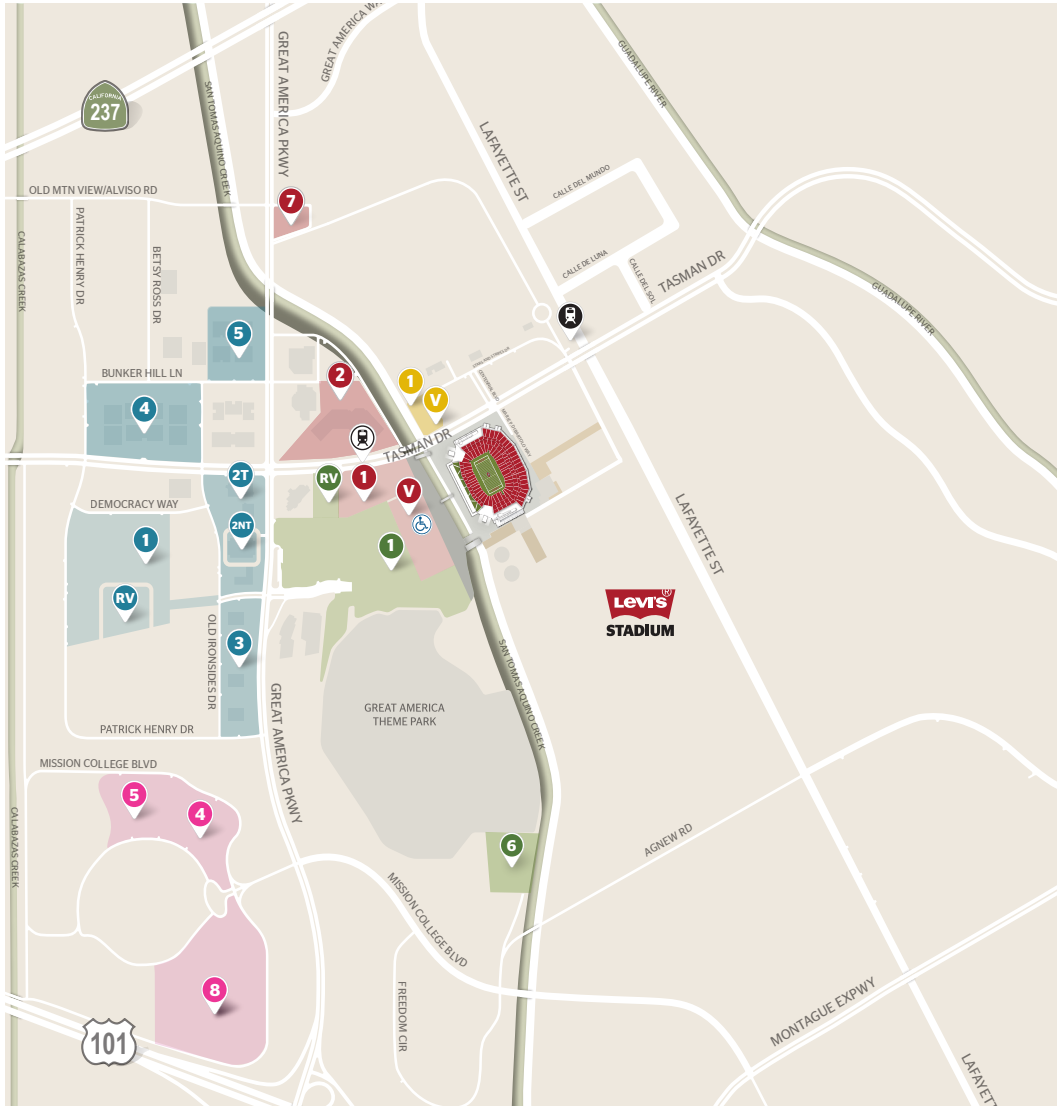 GREAT AMERICA WAY
GREAT AMERICA PKWY
CALIFORNIA
237
SAN TOMAS AQUINO CREEK
GUADALUPE RIVER
LAFAYETTE ST
OLD MTN VIEW/ALVISO RD
7
CALLE DEL MUNDO
PATRICK HENRY DR
CALABAZAS CREEK
BETSY ROSS DR
CALLE DE LUNA
CALLE DEL SOL
TASMAN DR
GUADALUPE RIVER
5
BUNKER HILL LN
2
1
V
4
TASMAN DR
2T
RV
1
V
DEMOCRACY WAY
2NT
1
1
LAFAYETTE ST
RV
OLD IRONSIDES DR
3
LEVI'S®
STADIUM
SAN TOMAS AQUINO CREEK
GREAT AMERICA
THEME PARK
PATRICK HENRY DR
GREAT AMERICA PKWY
MISSION COLLEGE BLVD
5
4
CALABAZAS CREEK
6
AGNEW RD
MISSION COLLEGE BLVD
8
FREEDOM CIR
MONTAGUE EXPWY
101
LAFAYETTE ST